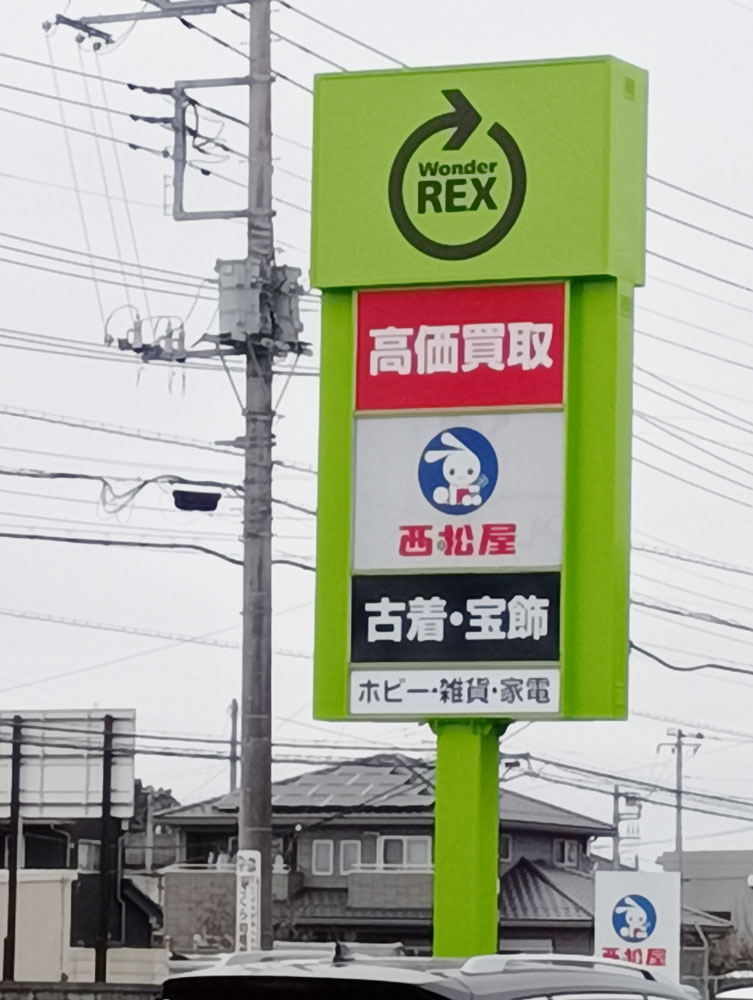 Wonder
REX
高価買取
西松屋
古着・宝飾
ホビー・雑貨・家電
西松屋